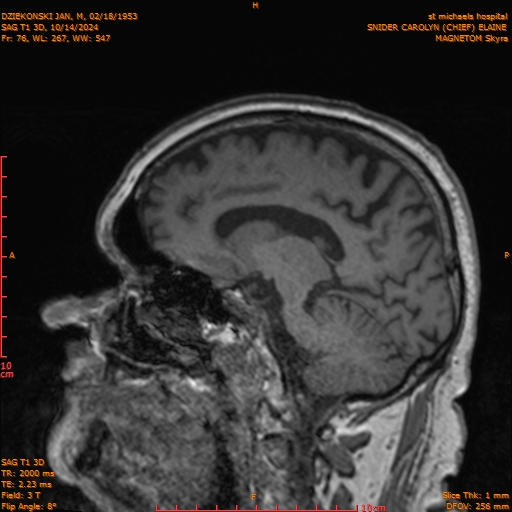 H
DZIEKONSKI JAN, M, 02/18/1953
SAG T1 3D, 10/14/2024
Fr: 76, WL: 267, WW: 547
st michaels hospital
SNIDER CAROLYN (CHIEF) ELAINE
MAGNETOM Skyra
A
P
10
cm
SAG T1 3D
TR: 2000 ms
TE: 2.23 ms
Field: 3 T
Flip Angle: 8°
F
10cm
Slice Thk: 1 mm
DFOV: 256 mm